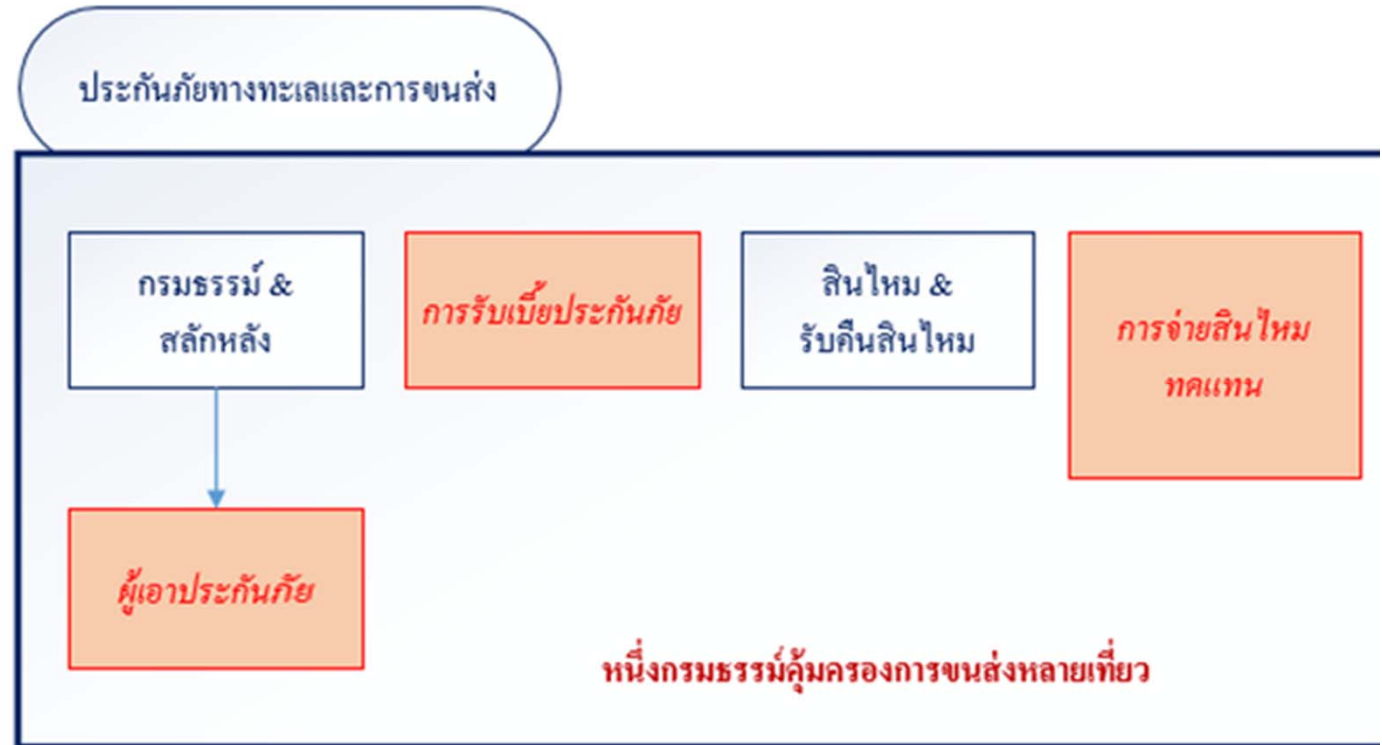 ประกันภัยทางทะเลและการขนส่ง
กรมธรรม์ &
สลักหลัง
การรับเบี้ยประกันภัย
สินไหม &
รับคืนสินไหม
การจ่ายสินไหม
ทดแทน
ผู้เอาประกันภัย
หนึ่งกรมธรรม์คุ้มครองการขนส่งหลายเที่ยว